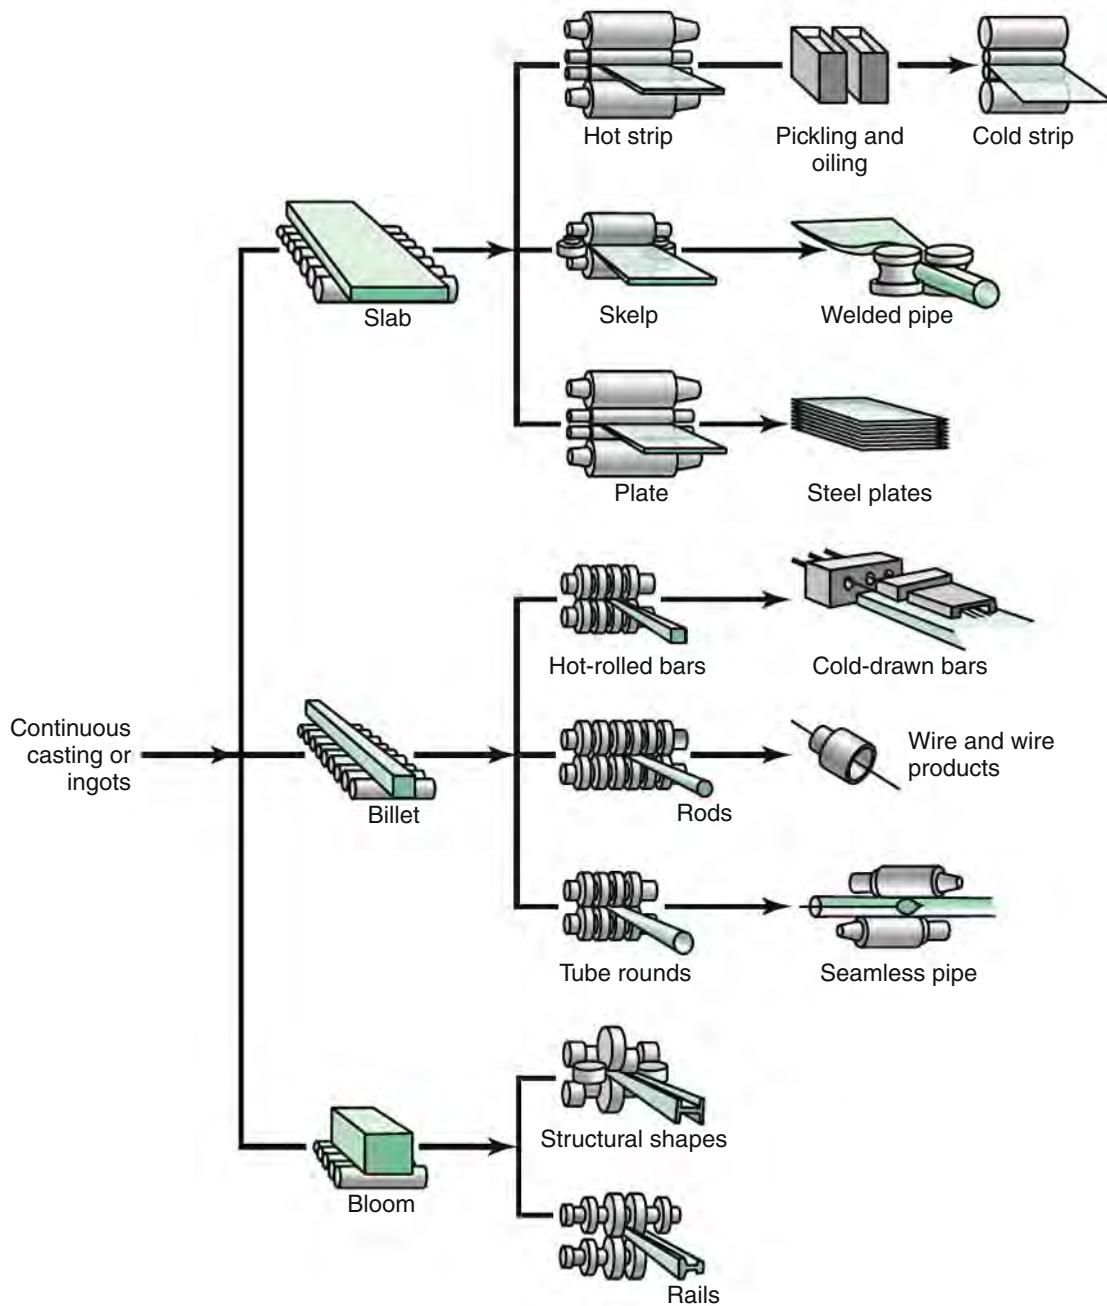 Hot strip
Pickling and
oiling
Cold strip
Slab
Skelp
Welded pipe
Plate
Steel plates
Hot-rolled bars
Cold-drawn bars
Continuous
casting or
ingots
Billet
Rods
Wire and wire
products
Tube rounds
Seamless pipe
Structural shapes
Bloom
Rails